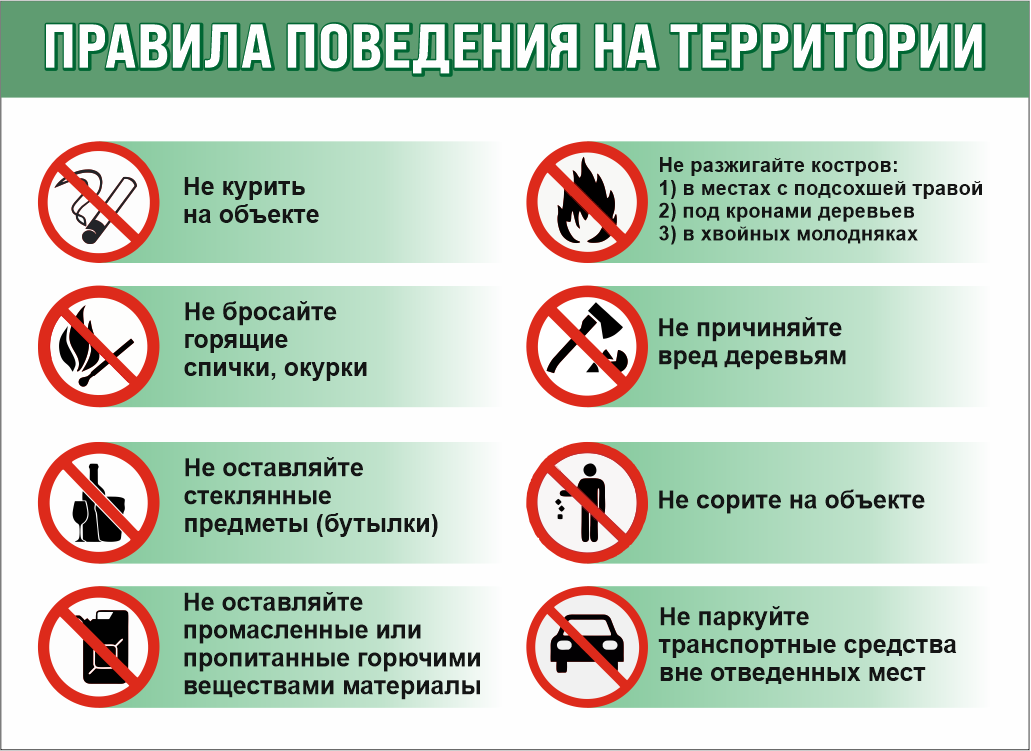 ПРАВИЛА ПОВЕДЕНИЯ НА ТЕРРИТОРИИ
Не курить
на объекте
Не разжигайте костров:
1) в местах с подсохшей травой
2) под кронами деревьев
3) в хвойных молодняках
Не бросайте
горящие
спички, окурки
Не причиняйте
вред деревьям
Не оставляйте
стеклянные
предметы (бутылки)
Не сорите на объекте
Не оставляйте
промасленные или
пропитанные горючими
веществами материалы
Не паркуйте
транспортные средства
вне отведенных мест